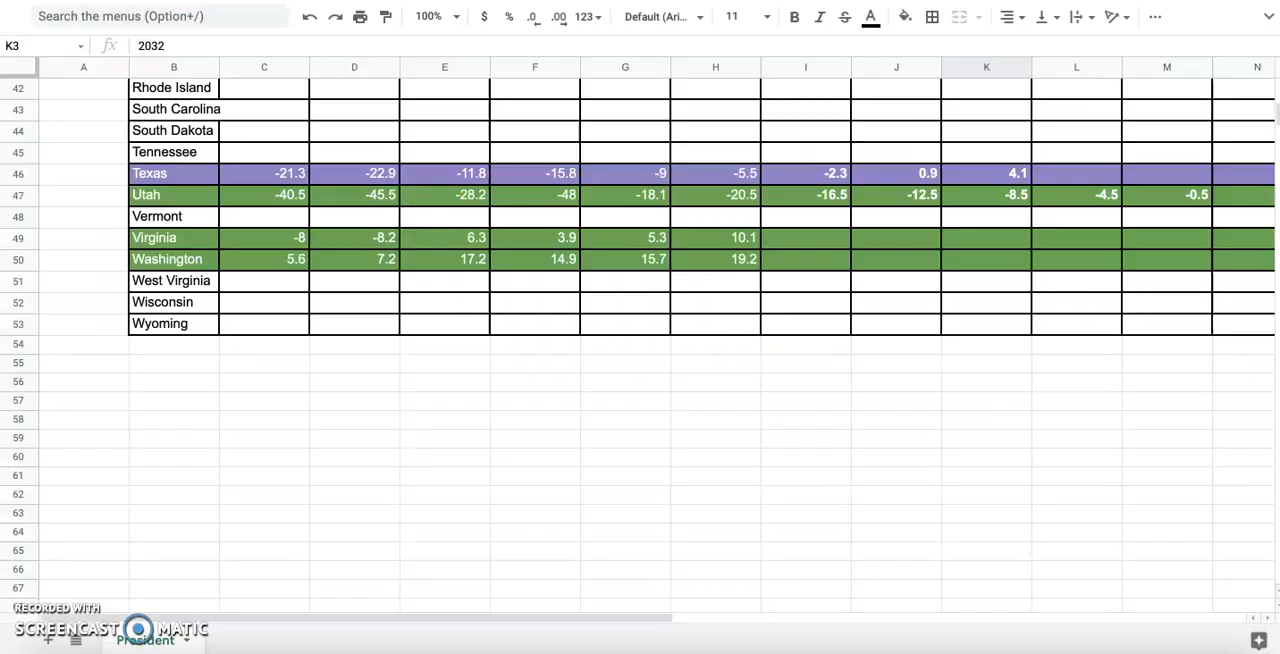 Search the menus (Option+/) 100% $ % .0 .00 123 Default (Ari... 11 B I S A ...
K3 fx 2032
A B C D E F G H I J K L M N
42 Rhode Island
43 South Carolina
44 South Dakota
45 Tennessee
46 Texas -21.3 -22.9 -11.8 -15.8 -9 -5.5 -2.3 0.9 4.1
47 Utah -40.5 -45.5 -28.2 -48 -18.1 -20.5 -16.5 -12.5 -8.5 -4.5 -0.5
48 Vermont
49 Virginia -8 -8.2 6.3 3.9 5.3 10.1
50 Washington 5.6 7.2 17.2 14.9 15.7 19.2
51 West Virginia
52 Wisconsin
53 Wyoming
54
55
56
57
58
59
60
61
62
63
64
65
66
67
RECORDED WITH
SCREENCAST MATIC
President